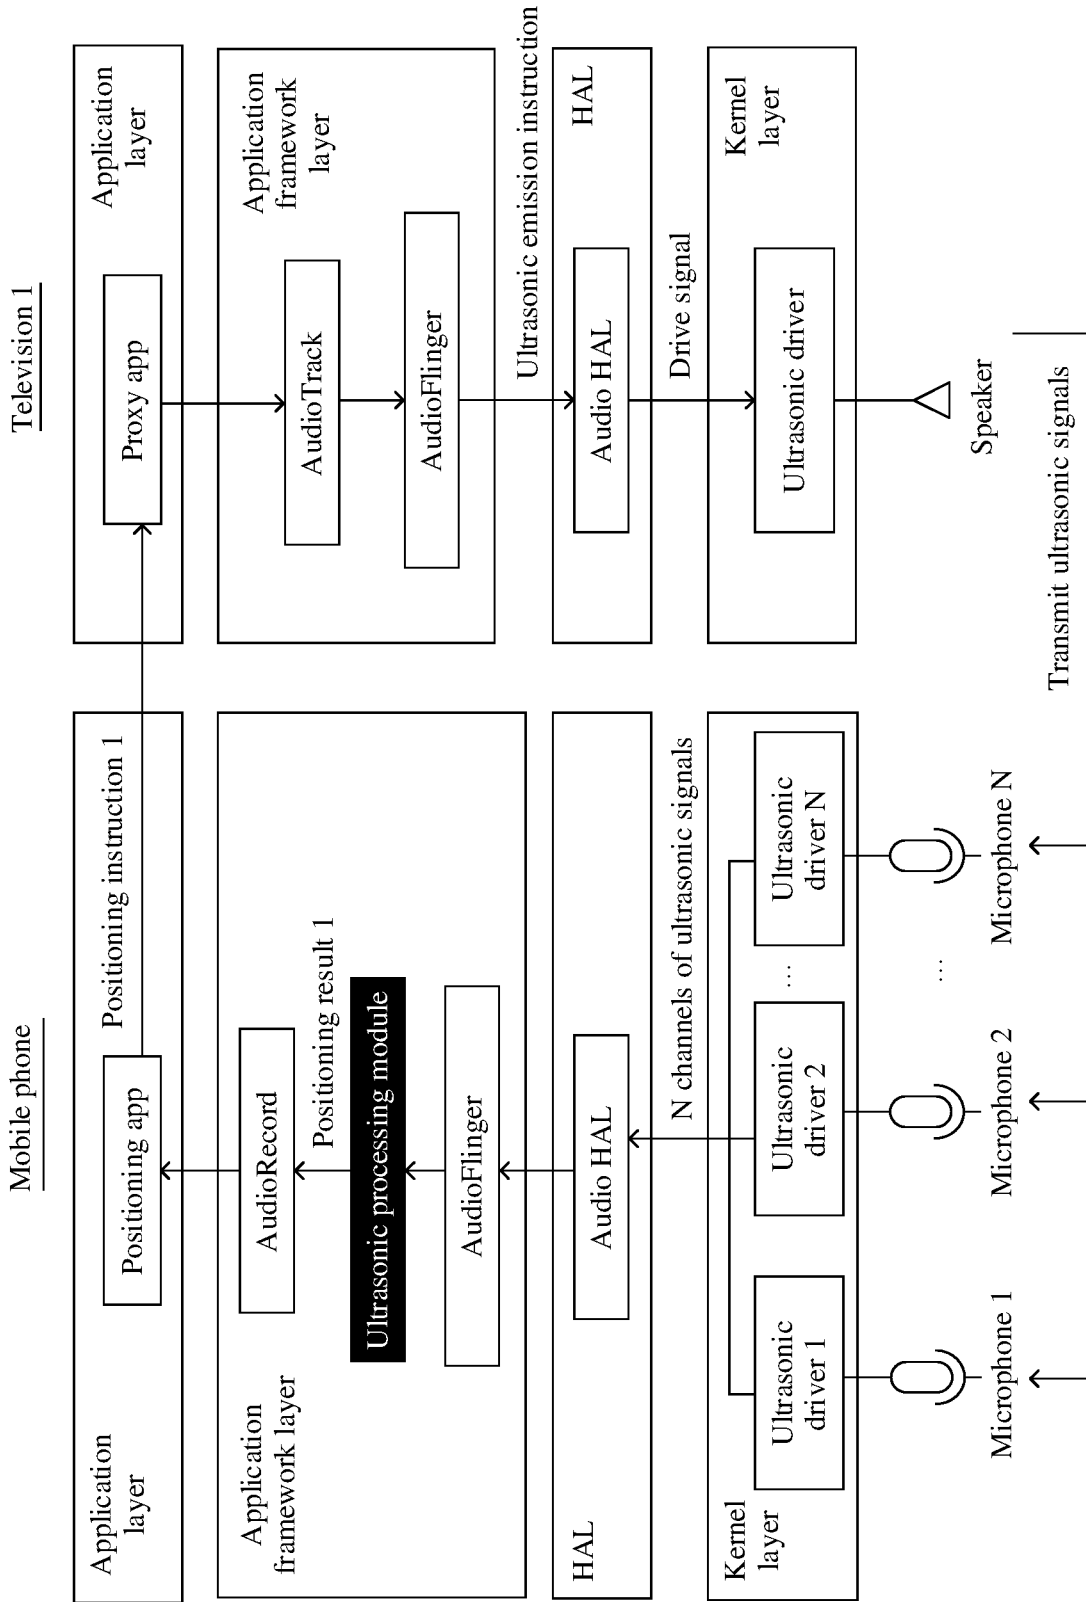 Mobile phone
Television 1
Application
layer
Positioning app
Positioning instruction 1
Proxy app
Application
layer
Application
framework layer
AudioRecord
Positioning result 1
Ultrasonic processing module
AudioFlinger
Application
framework
layer
AudioTrack
AudioFlinger
Ultrasonic emission instruction
HAL
Audio HAL
Audio HAL
HAL
N channels of ultrasonic signals
Drive signal
Kernel
layer
Ultrasonic
driver 1
Ultrasonic
driver 2
...
Ultrasonic
driver N
Ultrasonic driver
Kernel
layer
Microphone 1
Microphone 2
...
Microphone N
Speaker
Transmit ultrasonic signals